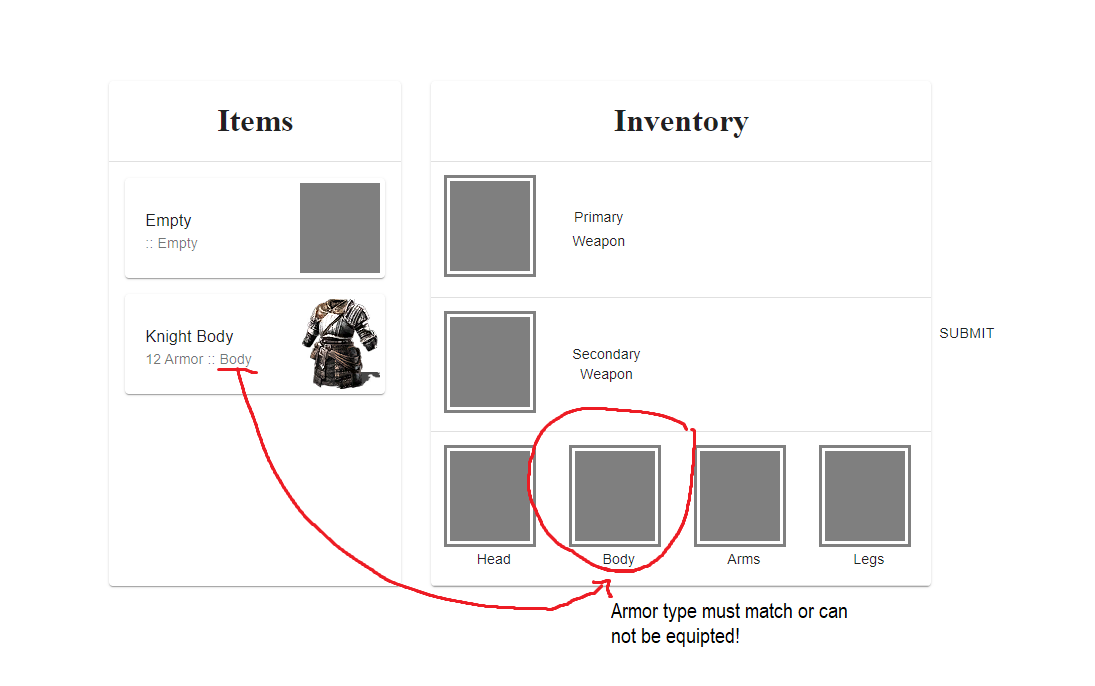 Items
Empty
:: Empty
Knight Body
12 Armor :: Body
Inventory
Primary
Weapon
Secondary
Weapon
Head
Body
Arms
Legs
SUBMIT
Armor type must match or can
not be equipted!